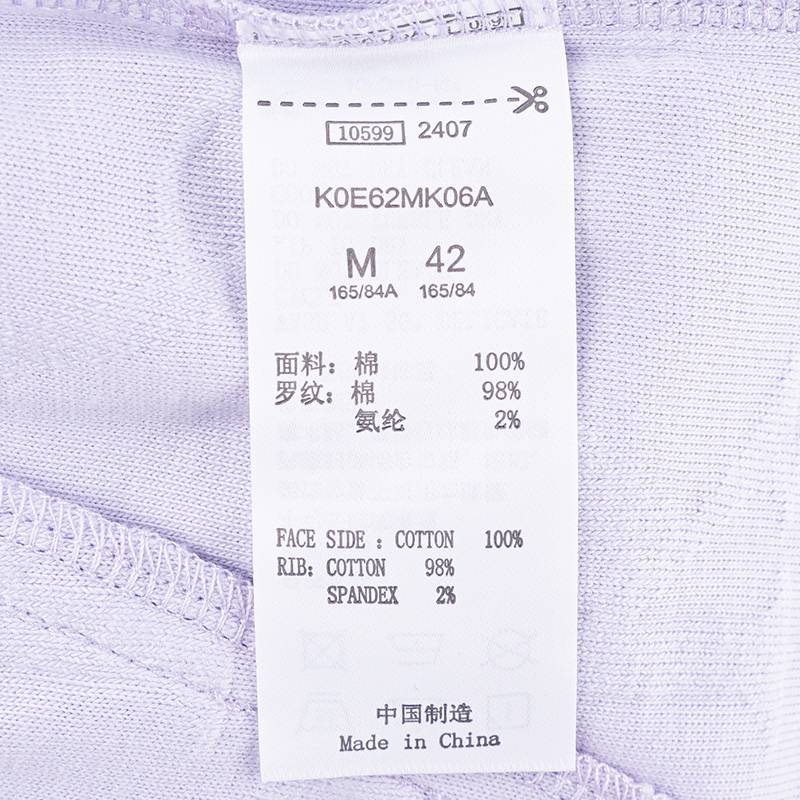 10599 2407
K0E62MK06A
M 42
165/84A 165/84
面料：棉 100%
罗纹：棉 98%
氨纶 2%
FACE SIDE : COTTON 100%
RIB: COTTON 98%
SPANDEX 2%
中国制造
Made in China